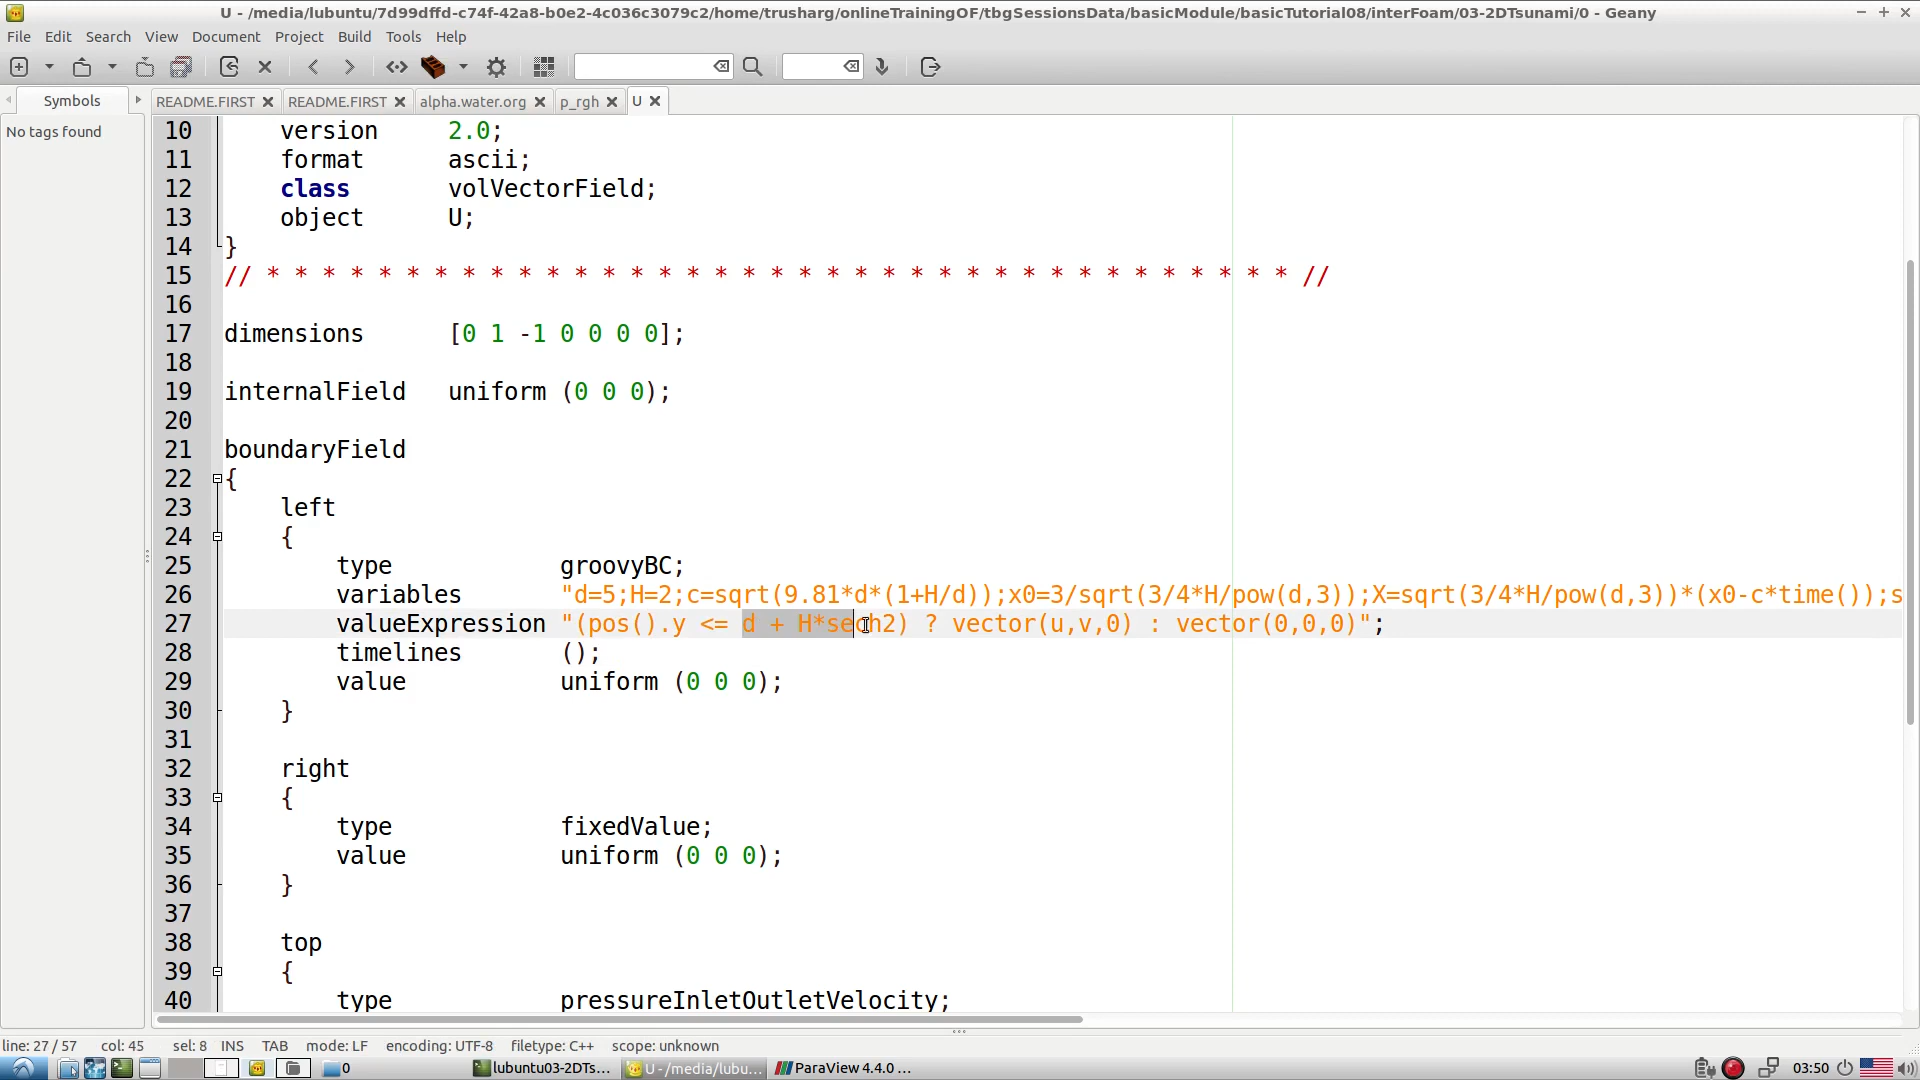 U - /media/lubuntu/7d99dffd-c74f-42a8-b0e2-4c036c3079c2/home/trusharg/onlineTrainingOF/tbgSessionsData/basicModule/basicTutorial08/interFoam/03-2DTsunami/0 - Geany
File Edit Search View Document Project Build Tools Help
Symbols README.FIRST README.FIRST alpha.water.org p_rgh U
No tags found
10 version 2.0;
11 format ascii;
12 class volVectorField;
13 object U;
14 }
15 // * * * * * * * * * * * * * * * * * * * * * * * * * * * * * * * * * * * * * //
16
17 dimensions [0 1 -1 0 0 0 0];
18
19 internalField uniform (0 0 0);
20
21 boundaryField
22 {
23 left
24 {
25 type groovyBC;
26 variables "d=5;H=2;c=sqrt(9.81*d*(1+H/d));x0=3/sqrt(3/4*H/pow(d,3));X=sqrt(3/4*H/pow(d,3))*(x0-c*time());s
27 valueExpression "(pos().y <= d + H*sech2) ? vector(u,v,0) : vector(0,0,0)";
28 timelines ();
29 value uniform (0 0 0);
30 }
31
32 right
33 {
34 type fixedValue;
35 value uniform (0 0 0);
36 }
37
38 top
39 {
40 type pressureInletOutletVelocity;
line: 27 / 57 col: 45 sel: 8 INS TAB mode: LF encoding: UTF-8 filetype: C++ scope: unknown
0 lubuntu03-2DTs... U - /media/lubu... ParaView 4.4.0 ... 03:50